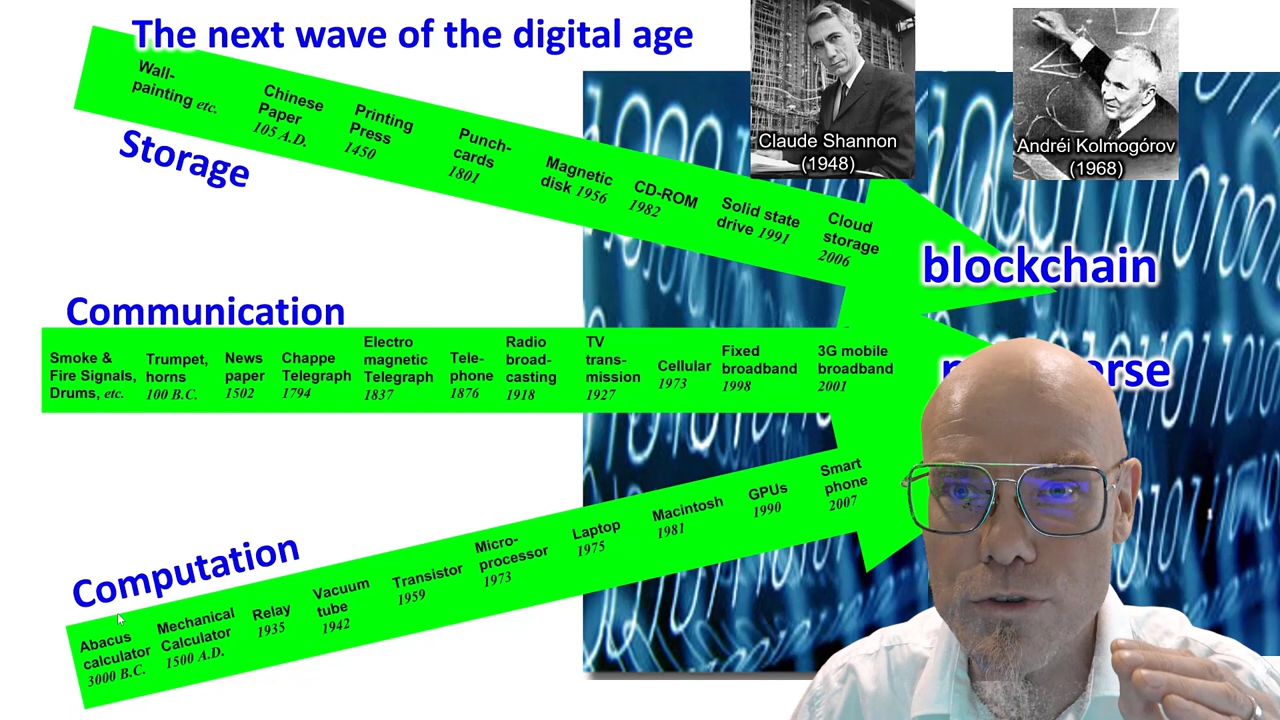 The next wave of the digital age
Claude Shannon
(1948)
Andréi Kolmogórov
(1968)
Wall-
painting etc.
Chinese
Paper
105 A.D.
Printing
Press
1450
Punch-
cards
1801
Magnetic
disk 1956
CD-ROM
1982
Solid state
drive 1991
Cloud
storage
2006
Storage
blockchain
Communication
Smoke &
Fire Signals,
Drums, etc.
Trumpet,
horns
100 B.C.
News
paper
1502
Chappe
Telegraph
1794
Electro
magnetic
Telegraph
1837
Tele-
phone
1876
Radio
broad-
casting
1918
TV
trans-
mission
1927
Cellular
1973
Fixed
broadband
1998
3G mobile
broadband
2001
Computation
Abacus
calculator
3000 B.C.
Mechanical
Calculator
1500 A.D.
Relay
1935
Vacuum
tube
1942
Transistor
1959
Micro-
processor
1973
Laptop
1975
Macintosh
1981
GPUs
1990
Smart
phone
2007